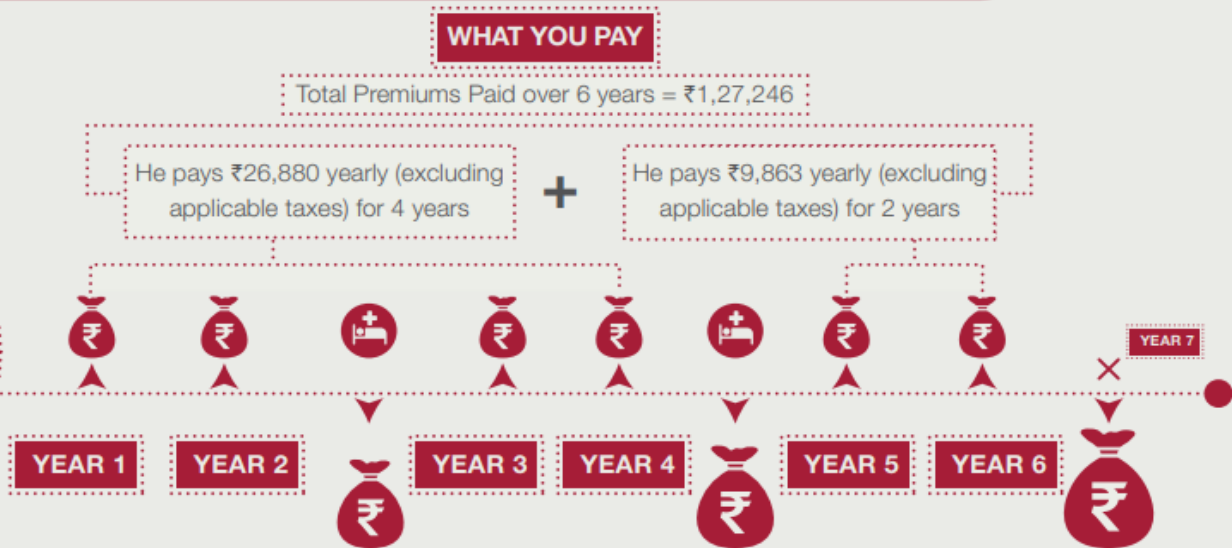 WHAT YOU PAY
Total Premiums Paid over 6 years = ₹1,27,246
He pays ₹26,880 yearly (excluding
applicable taxes) for 4 years
+
He pays ₹9,863 yearly (excluding
applicable taxes) for 2 years
₹ ₹ ₹ ₹ ₹ ₹
YEAR 7
YEAR 1 YEAR 2 YEAR 3 YEAR 4 YEAR 5 YEAR 6
₹ ₹ ₹